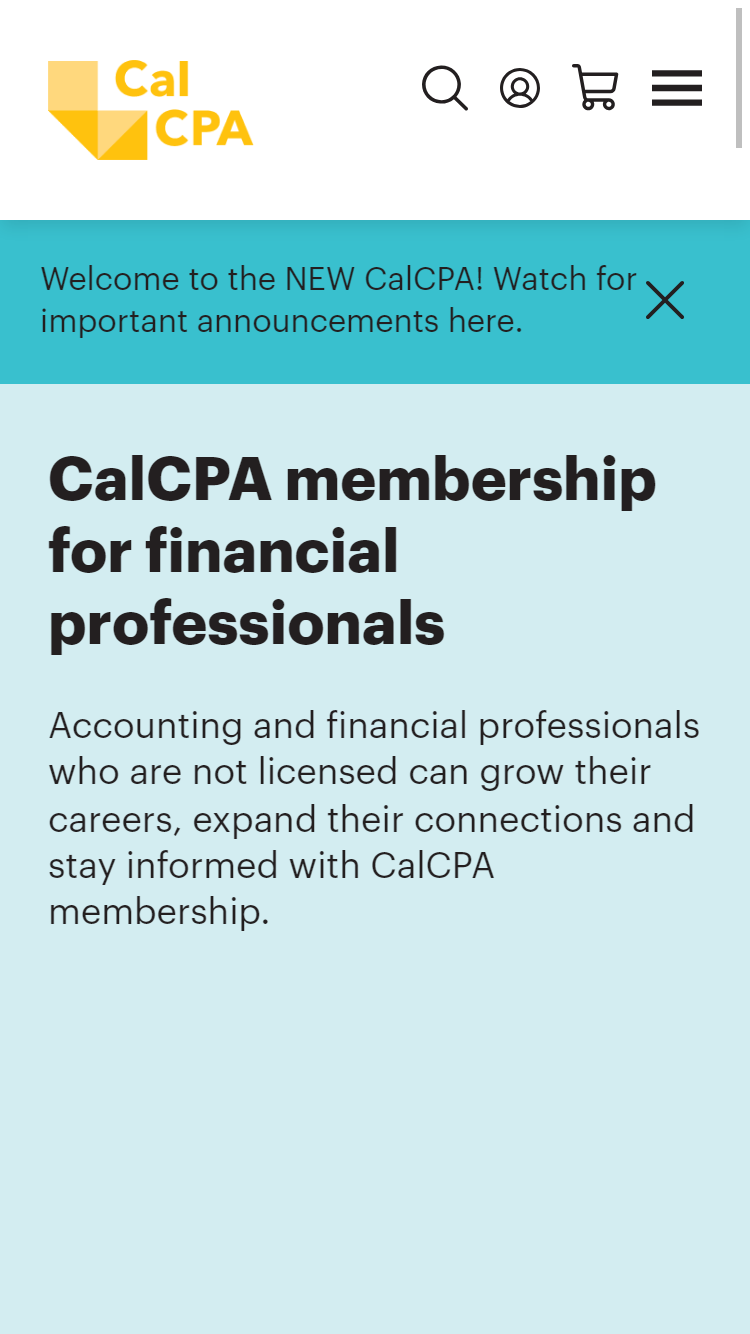 Cal
CPA
Welcome to the NEW CalCPA! Watch for
important announcements here.
CalCPA membership
for financial
professionals
Accounting and financial professionals
who are not licensed can grow their
careers, expand their connections and
stay informed with CalCPA
membership.